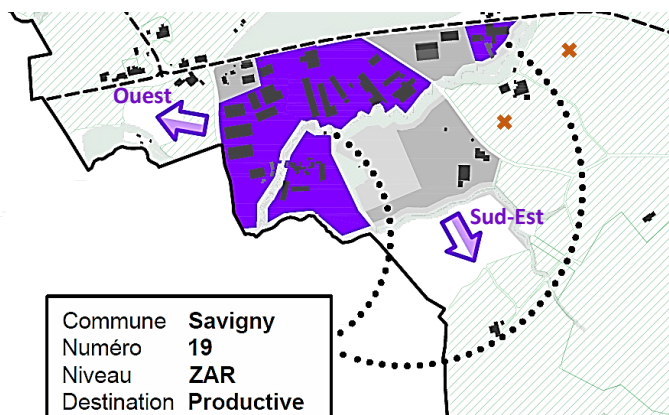 Ouest
Sud-Est
Commune Savigny
Numéro 19
Niveau ZAR
Destination Productive